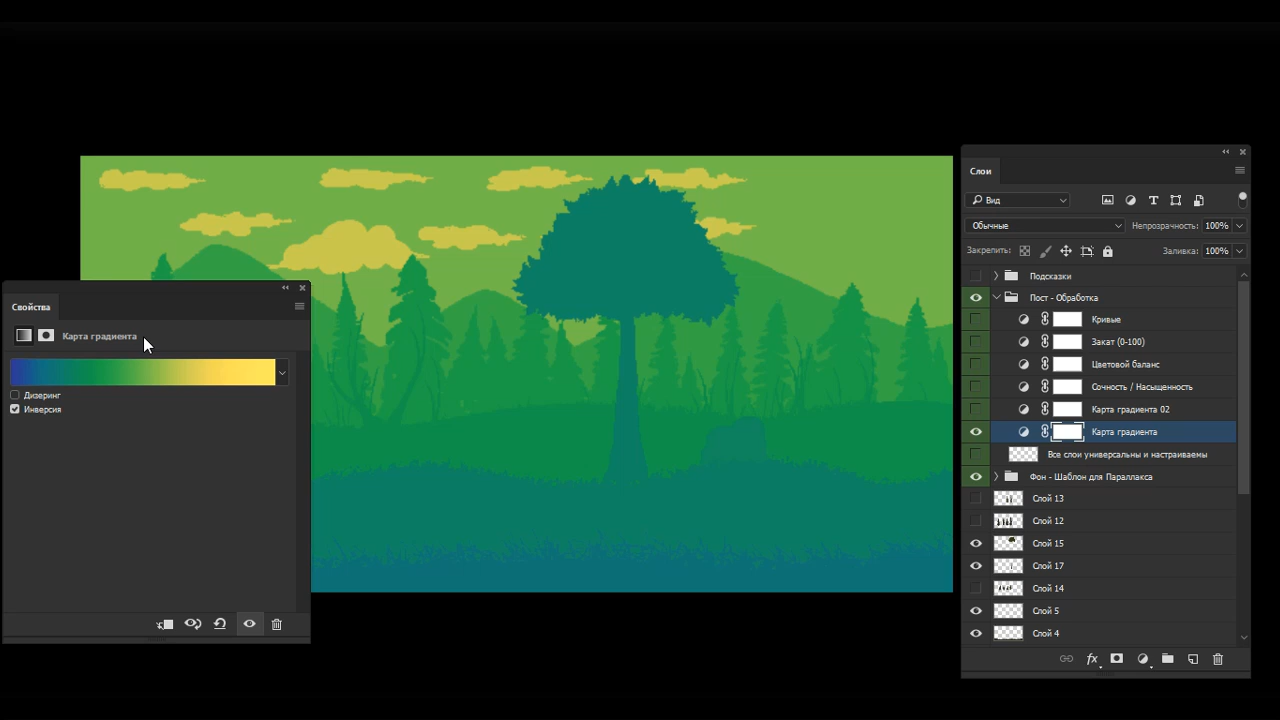 Слои
Вид
Обычные
Непрозрачность: 100%
Закрепить:
Заливка: 100%
Подсказки
Пост - Обработка
Кривые
Закат (0-100)
Цветовой баланс
Сочность / Насыщенность
Карта градиента 02
Карта градиента
Все слои универсальны и настраиваемы
Фон - Шаблон для Параллакса
Слой 13
Слой 12
Слой 15
Слой 17
Слой 14
Слой 5
Слой 4
fx
Свойства
Карта градиента
Дизеринг
Инверсия